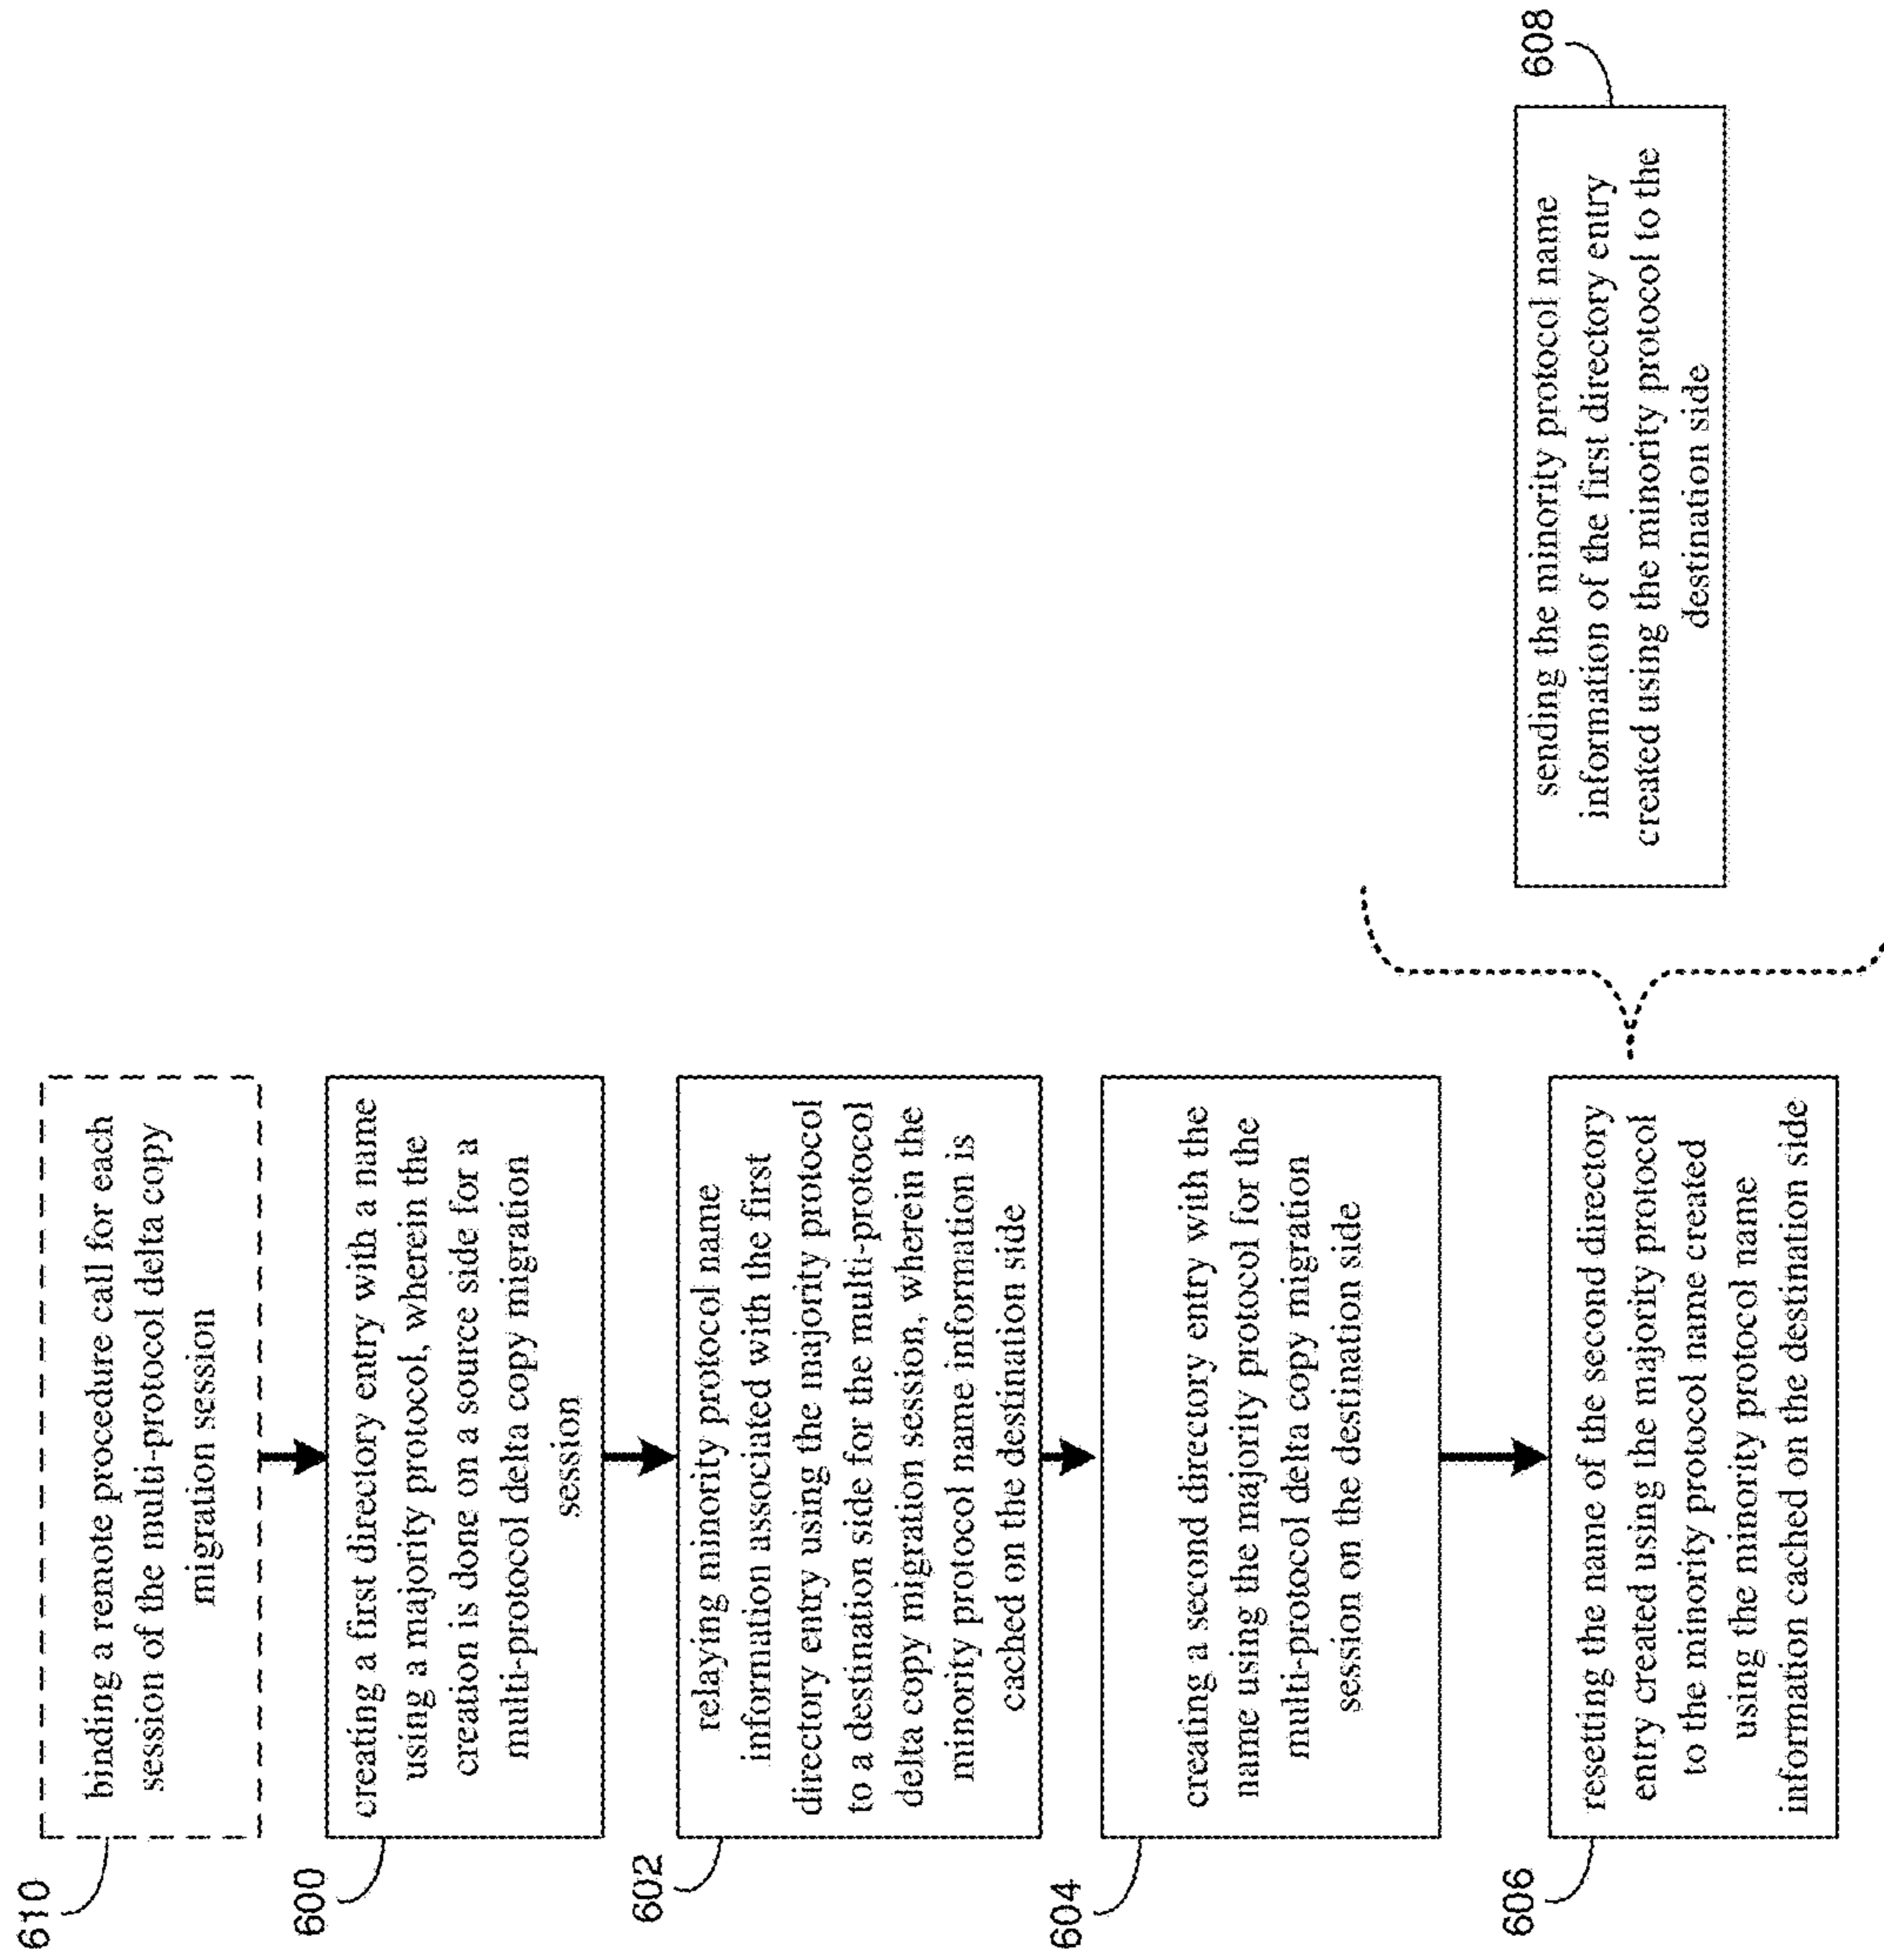 610
binding a remote procedure call for each
session of the multi-protocol delta copy
migration session
600
creating a first directory entry with a name
using a majority protocol, wherein the
creation is done on a source side for a
multi-protocol delta copy migration
session
602
relaying minority protocol name
information associated with the first
directory entry using the majority protocol
to a destination side for the multi-protocol
delta copy migration session, wherein the
minority protocol name information is
cached on the destination side
604
creating a second directory entry with the
name using the majority protocol for the
multi-protocol delta copy migration
session on the destination side
606
resetting the name of the second directory
entry created using the majority protocol
to the minority protocol name created
using the minority protocol name
information cached on the destination side
608
sending the minority protocol name
information of the first directory entry
created using the minority protocol to the
destination side